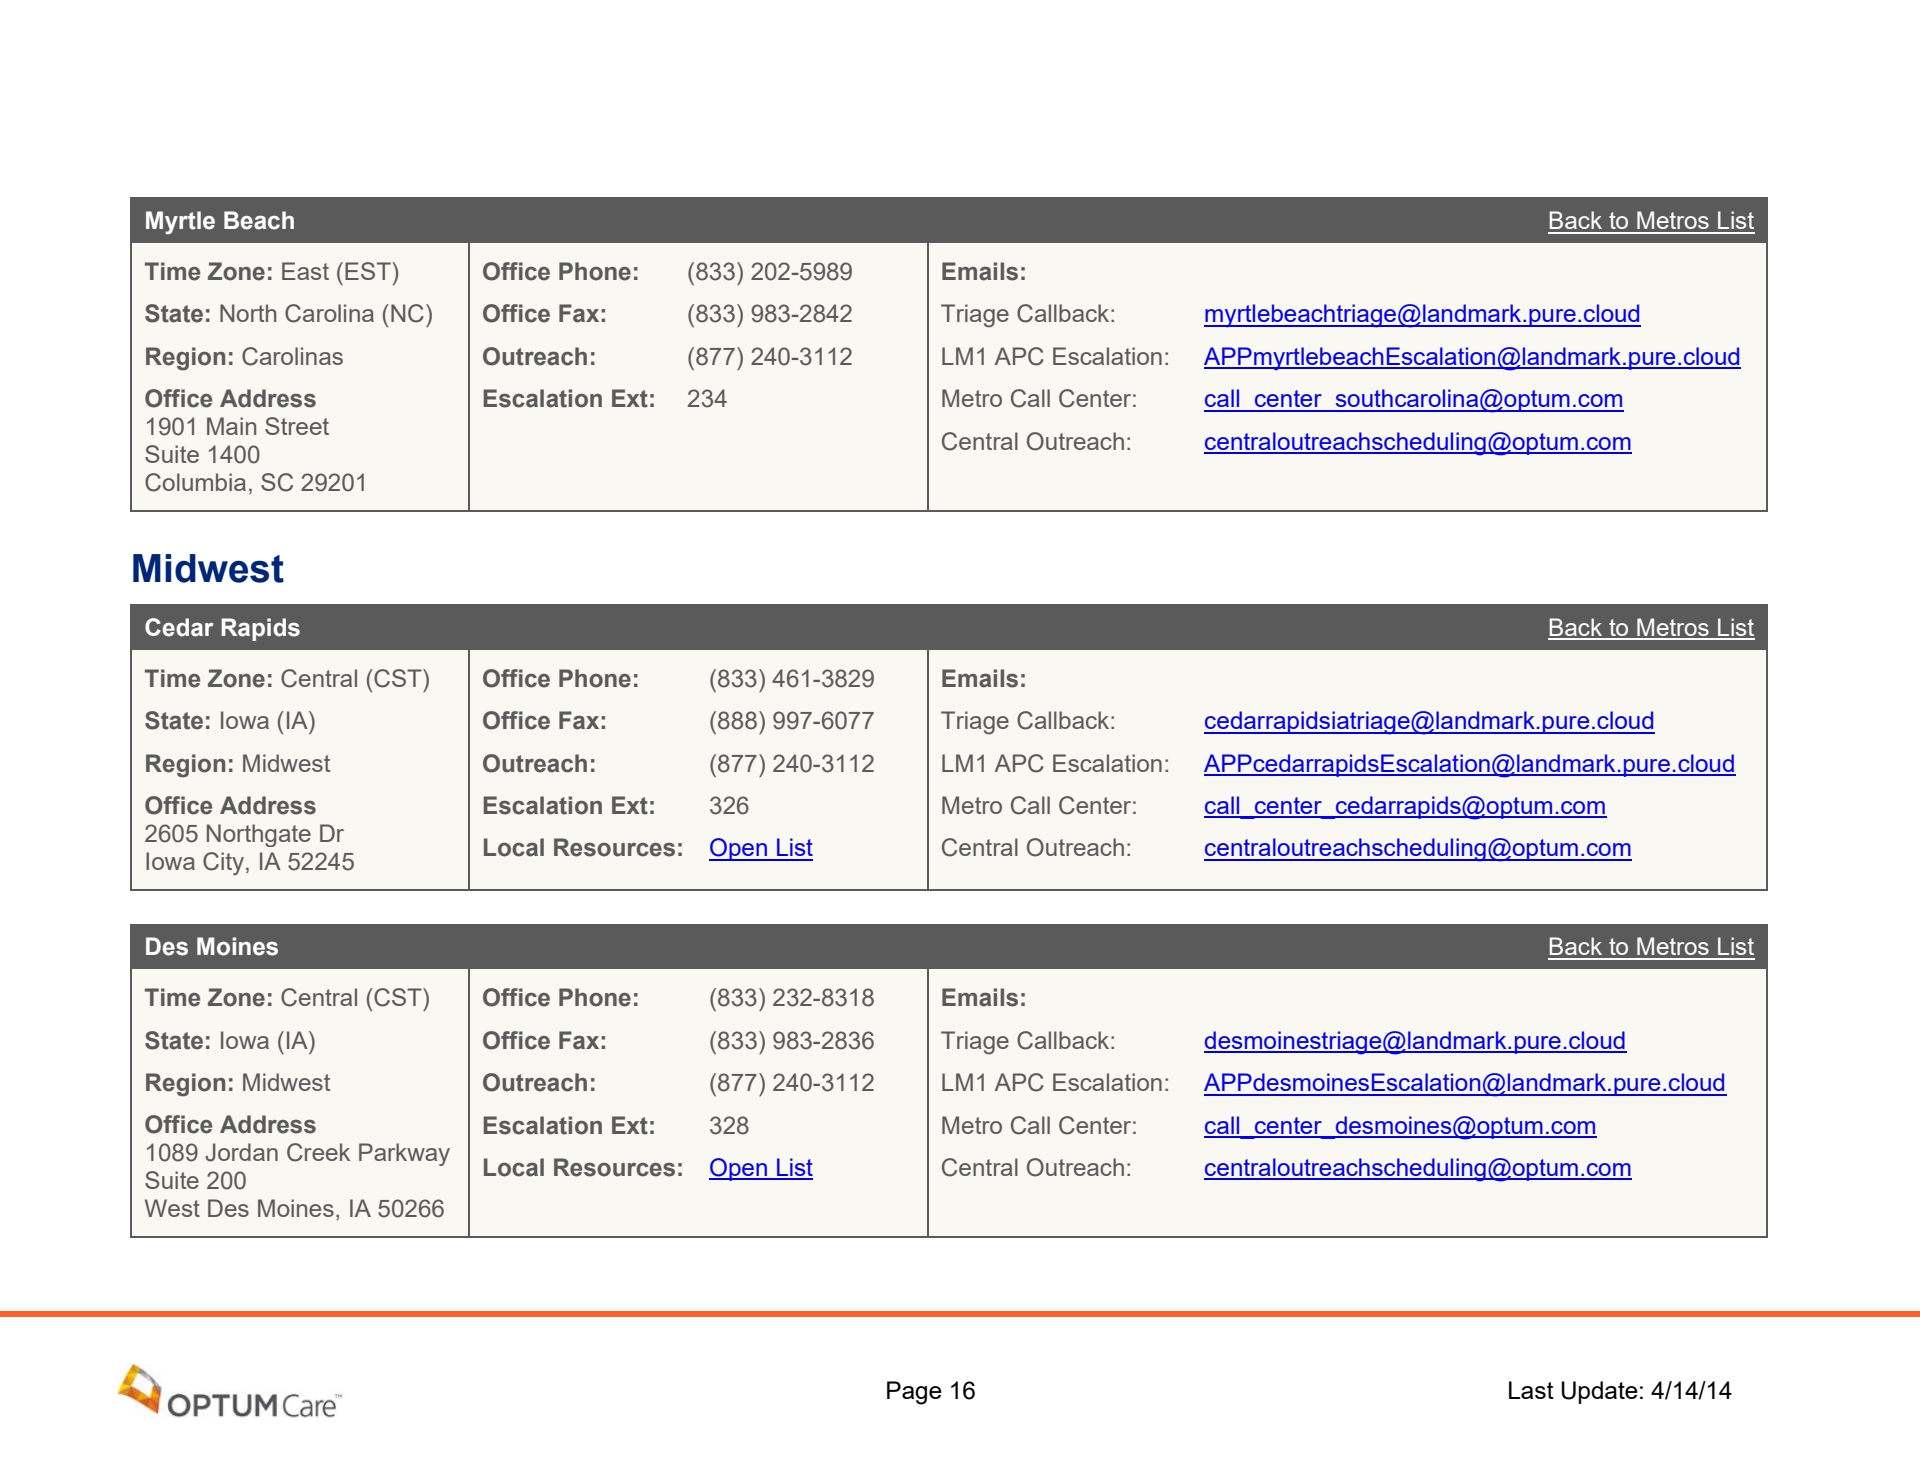 Myrtle Beach Back to Metros List
Time Zone: East (EST)
State: North Carolina (NC)
Region: Carolinas
Office Address
1901 Main Street
Suite 1400
Columbia, SC 29201
Office Phone: (833) 202-5989
Office Fax: (833) 983-2842
Outreach: (877) 240-3112
Escalation Ext: 234
Emails:
Triage Callback: myrtlebeachtriage@landmark.pure.cloud
LM1 APC Escalation: APPmyrtlebeachEscalation@landmark.pure.cloud
Metro Call Center: call_center_southcarolina@optum.com
Central Outreach: centraloutreachscheduling@optum.com
Midwest
Cedar Rapids Back to Metros List
Time Zone: Central (CST)
State: Iowa (IA)
Region: Midwest
Office Address
2605 Northgate Dr
Iowa City, IA 52245
Office Phone: (833) 461-3829
Office Fax: (888) 997-6077
Outreach: (877) 240-3112
Escalation Ext: 326
Local Resources: Open List
Emails:
Triage Callback: cedarrapidsiatriage@landmark.pure.cloud
LM1 APC Escalation: APPcedarrapidsEscalation@landmark.pure.cloud
Metro Call Center: call_center_cedarrapids@optum.com
Central Outreach: centraloutreachscheduling@optum.com
Des Moines Back to Metros List
Time Zone: Central (CST)
State: Iowa (IA)
Region: Midwest
Office Address
1089 Jordan Creek Parkway
Suite 200
West Des Moines, IA 50266
Office Phone: (833) 232-8318
Office Fax: (833) 983-2836
Outreach: (877) 240-3112
Escalation Ext: 328
Local Resources: Open List
Emails:
Triage Callback: desmoinestriage@landmark.pure.cloud
LM1 APC Escalation: APPdesmoinesEscalation@landmark.pure.cloud
Metro Call Center: call_center_desmoines@optum.com
Central Outreach: centraloutreachscheduling@optum.com
OPTUM Care™ Page 16 Last Update: 4/14/14